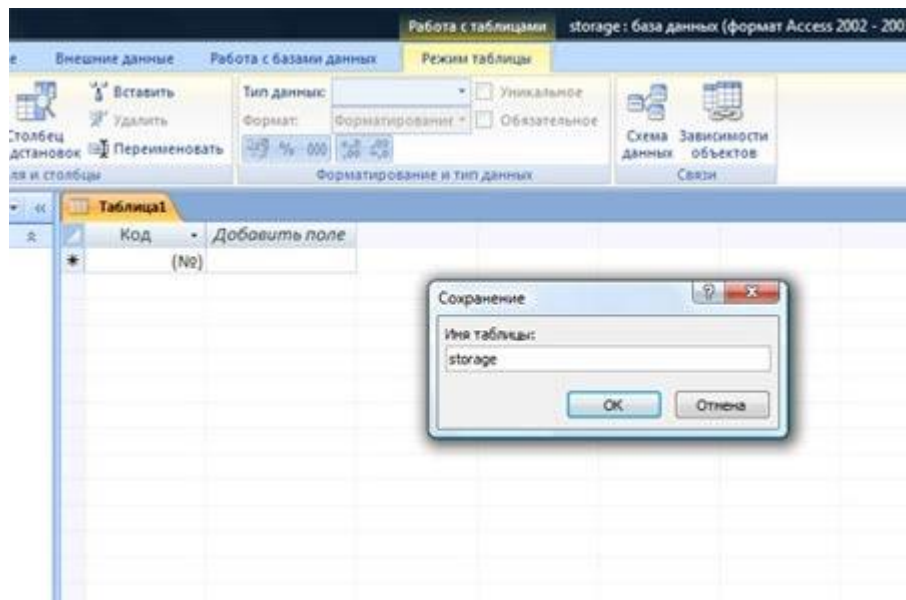 Работа с таблицами storage : база данных (формат Access 2002 - 200
е Внешние данные Работа с базами данных Режим таблицы
Столбец
дстановок
Вставить
Удалить
Переименовать
ля и столбцы
Тип данных:
Формат: Форматирование
% 000
Уникальное
Обязательное
Форматирование и тип данных
Схема
данных
Зависимости
объектов
Связи
Таблица1
Код Добавить поле
(№)
Сохранение
Имя таблицы:
storage
ОК Отмена